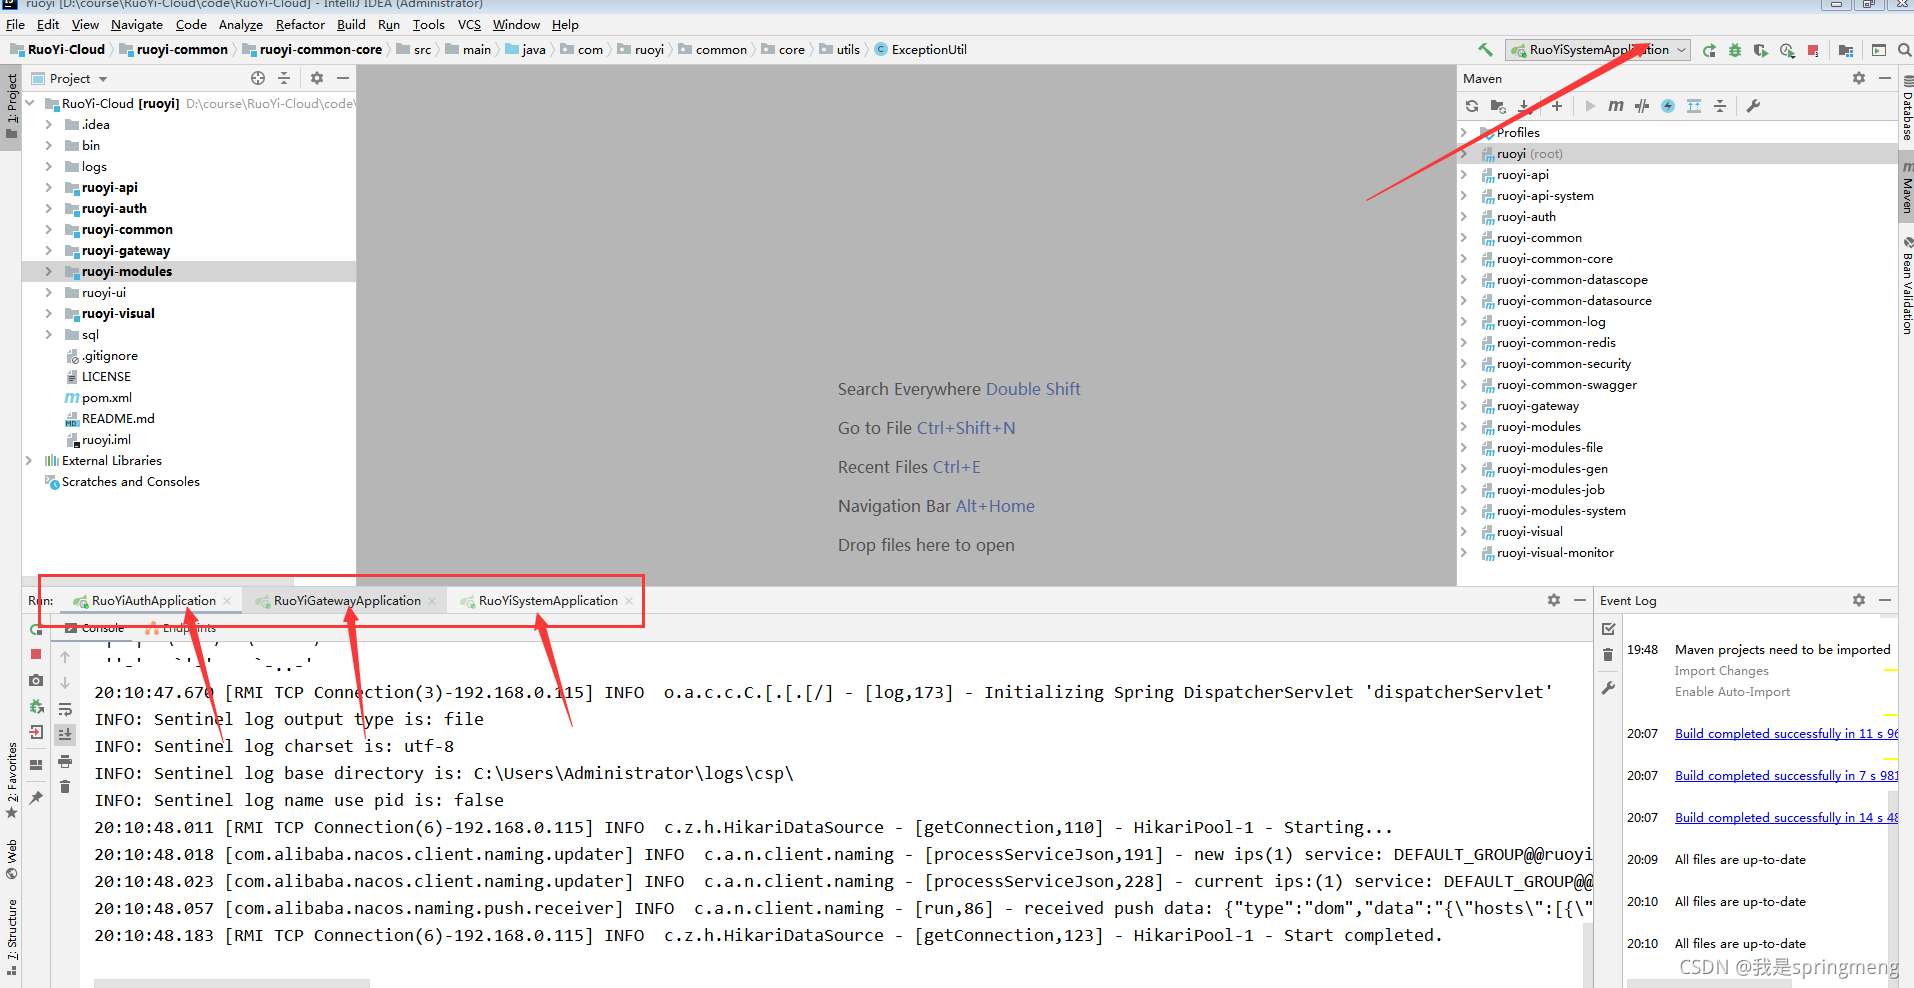 ruoyi [D:\course\RuoYi-Cloud\code\RuoYi-Cloud] - IntelliJ IDEA (Administrator)
File Edit View Navigate Code Analyze Refactor Build Run Tools VCS Window Help
RuoYi-Cloud ruoyi-common ruoyi-common-core src main java com ruoyi common core utils ExceptionUtil
RuoYiSystemApplication
1: Project
Project
RuoYi-Cloud [ruoyi] D:\course\RuoYi-Cloud\code\
.idea
bin
logs
ruoyi-api
ruoyi-auth
ruoyi-common
ruoyi-gateway
ruoyi-modules
ruoyi-ui
ruoyi-visual
sql
.gitignore
LICENSE
pom.xml
README.md
ruoyi.iml
External Libraries
Scratches and Consoles
Search Everywhere Double Shift
Go to File Ctrl+Shift+N
Recent Files Ctrl+E
Navigation Bar Alt+Home
Drop files here to open
Maven
Profiles
ruoyi (root)
ruoyi-api
ruoyi-api-system
ruoyi-auth
ruoyi-common
ruoyi-common-core
ruoyi-common-datascope
ruoyi-common-datasource
ruoyi-common-log
ruoyi-common-redis
ruoyi-common-security
ruoyi-common-swagger
ruoyi-gateway
ruoyi-modules
ruoyi-modules-file
ruoyi-modules-gen
ruoyi-modules-job
ruoyi-modules-system
ruoyi-visual
ruoyi-visual-monitor
Database
Maven
Bean Validation
Run: RuoYiAuthApplication RuoYiGatewayApplication RuoYiSystemApplication
Console Endpoints
20:10:47.670 [RMI TCP Connection(3)-192.168.0.115] INFO o.a.c.c.C.[.[.[/] - [log,173] - Initializing Spring DispatcherServlet 'dispatcherServlet'
INFO: Sentinel log output type is: file
INFO: Sentinel log charset is: utf-8
INFO: Sentinel log base directory is: C:\Users\Administrator\logs\csp\
INFO: Sentinel log name use pid is: false
20:10:48.011 [RMI TCP Connection(6)-192.168.0.115] INFO c.z.h.HikariDataSource - [getConnection,110] - HikariPool-1 - Starting...
20:10:48.018 [com.alibaba.nacos.client.naming.updater] INFO c.a.n.client.naming - [processServiceJson,191] - new ips(1) service: DEFAULT_GROUP@@ruoyi
20:10:48.023 [com.alibaba.nacos.client.naming.updater] INFO c.a.n.client.naming - [processServiceJson,228] - current ips:(1) service: DEFAULT_GROUP@@
20:10:48.057 [com.alibaba.nacos.naming.push.receiver] INFO c.a.n.client.naming - [run,86] - received push data: {"type":"dom","data":"{\"hosts\":[{\"
20:10:48.183 [RMI TCP Connection(6)-192.168.0.115] INFO c.z.h.HikariDataSource - [getConnection,123] - HikariPool-1 - Start completed.
2: Favorites
Web
7: Structure
Event Log
19:48 Maven projects need to be imported
Import Changes
Enable Auto-Import
20:07 Build completed successfully in 11 s 96
20:07 Build completed successfully in 7 s 981
20:07 Build completed successfully in 14 s 48
20:09 All files are up-to-date
20:10 All files are up-to-date
20:10 All files are up-to-date
CSDN @我是springmeng